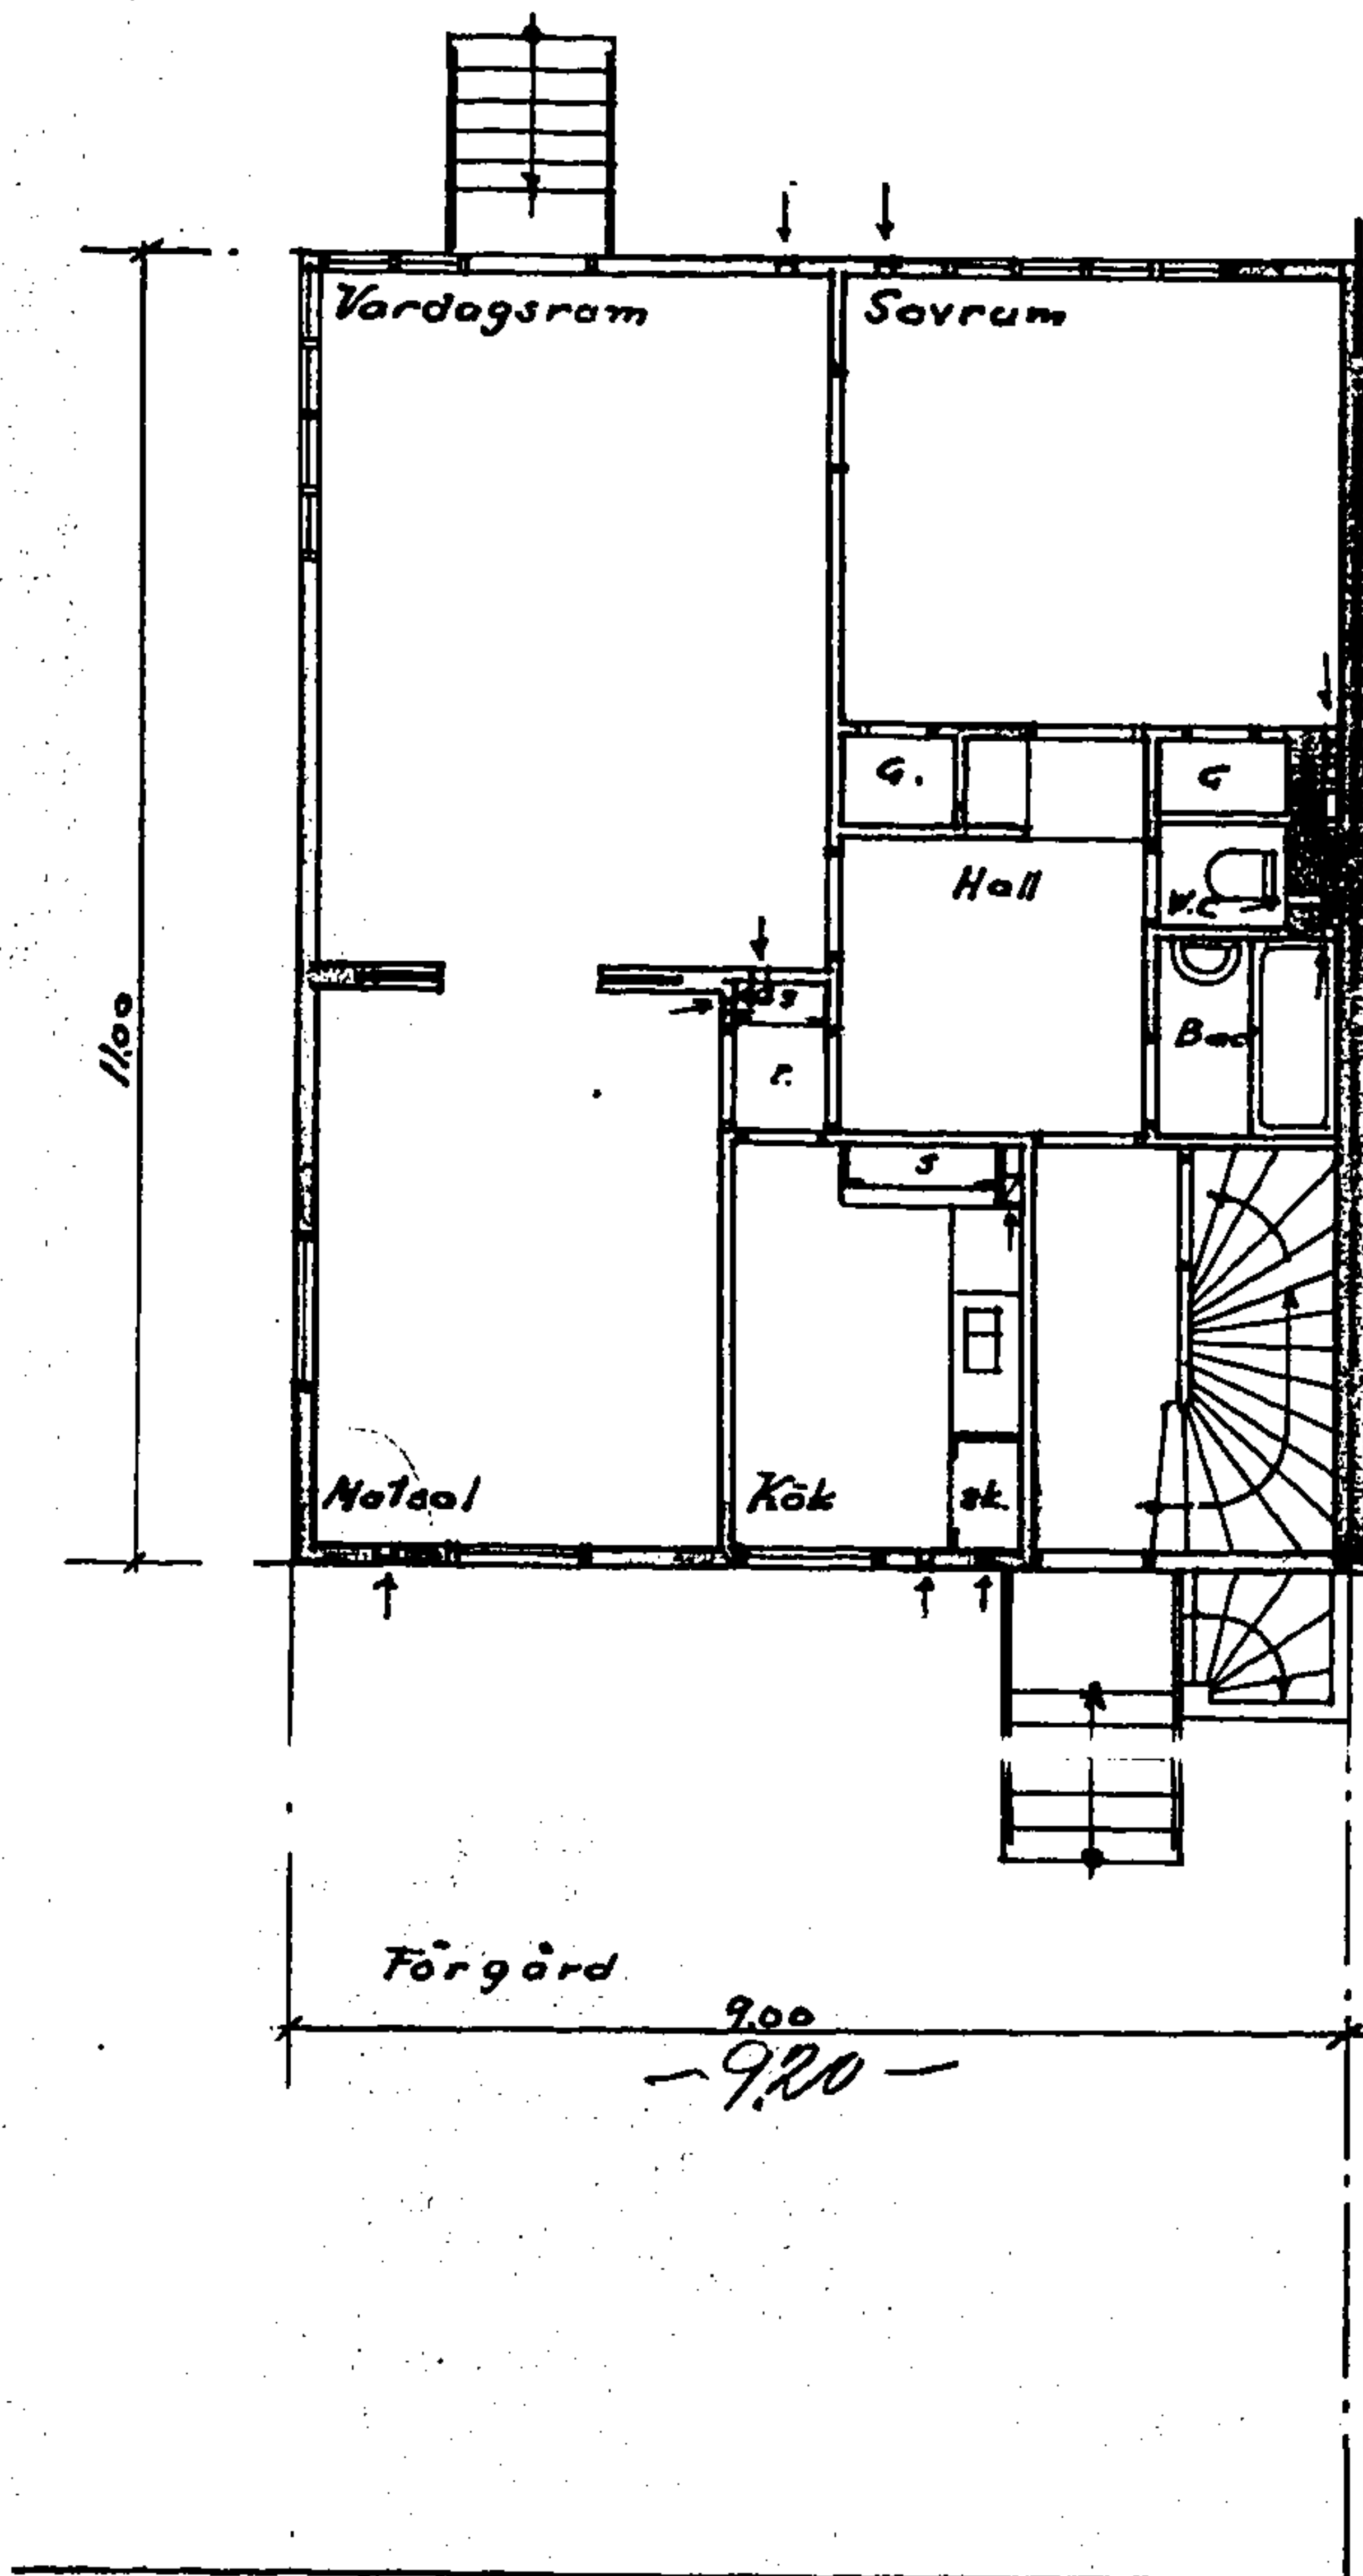 Vardagsrum
Sovrum
G.
G
Hall
W.C
Bad
11.00
r.
s
Matsal
Kök
sk.
Förgård
9.00
- 9.20 -